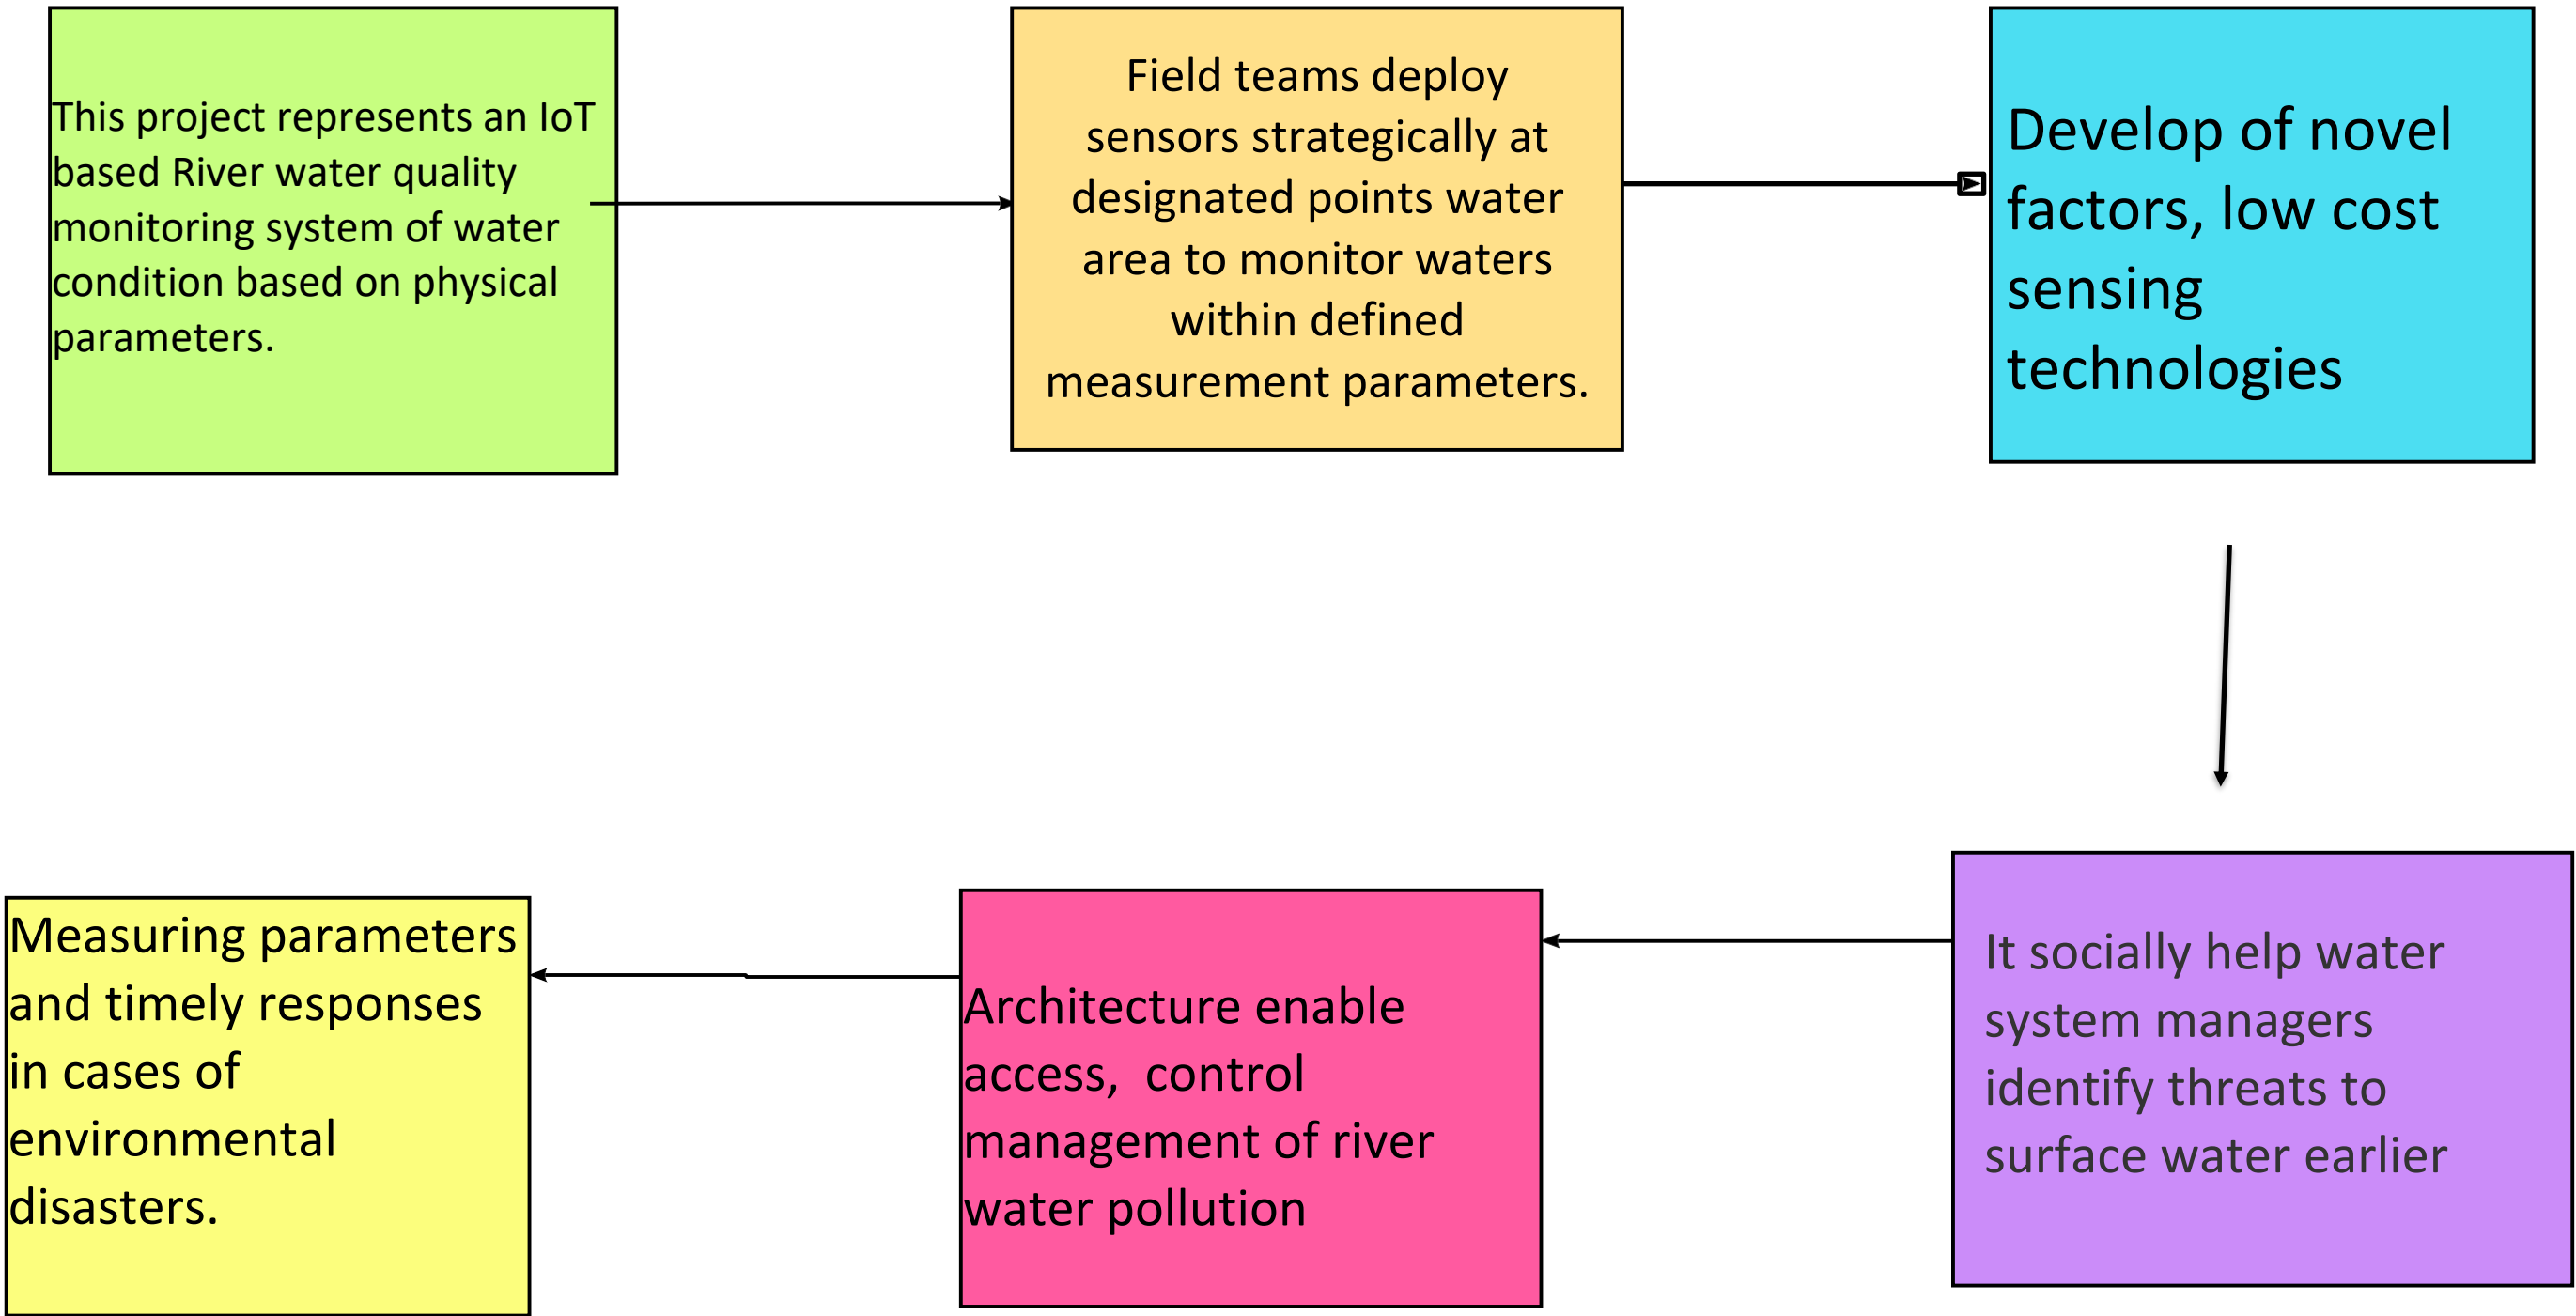 This project represents an IoT
based River water quality
monitoring system of water
condition based on physical
parameters.
Field teams deploy
sensors strategically at
designated points water
area to monitor waters
within defined
measurement parameters.
Develop of novel
factors, low cost
sensing
technologies
It socially help water
system managers
identify threats to
surface water earlier
Architecture enable
access,  control
management of river
water pollution
Measuring parameters
and timely responses
in cases of
environmental
disasters.